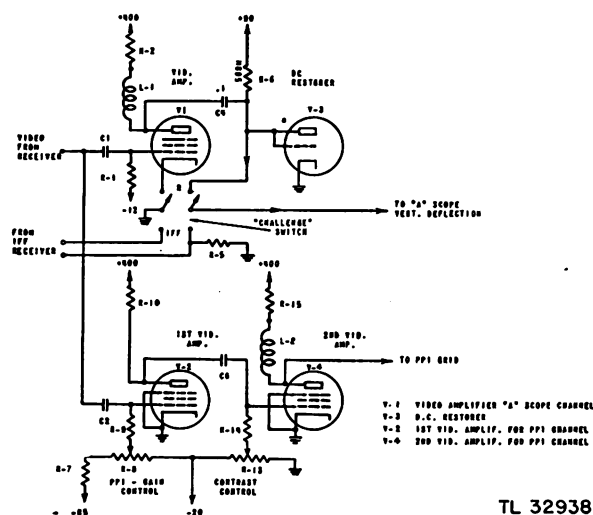 +400
+90
R-2
VID.
AMP.
500M
R-6
DC
RESTORER
L-1
.1
C4
V1
V-3
VIDEO
FROM
RECEIVER
C1
R-1
-12
R
TO "A" SCOPE
VERT. DEFLECTION
"CHALLENGE"
SWITCH
FROM
IFF
RECEIVER
IFF
R-5
+400
+400
R-10
R-15
1ST VID.
AMP.
2ND VID.
AMP.
L-2
V-2
C6
V-4
TO PPI GRID
C2
R-9
R-14
V-1 VIDEO AMPLIFIER "A" SCOPE CHANNEL
V-3 D.C. RESTORER
V-2 1ST VID. AMPLIF. FOR PPI CHANNEL
V-4 2ND VID. AMPLIF. FOR PPI CHANNEL
R-7
R-8
R-13
PPI - GAIN
CONTROL
CONTRAST
CONTROL
-20
TL 32938